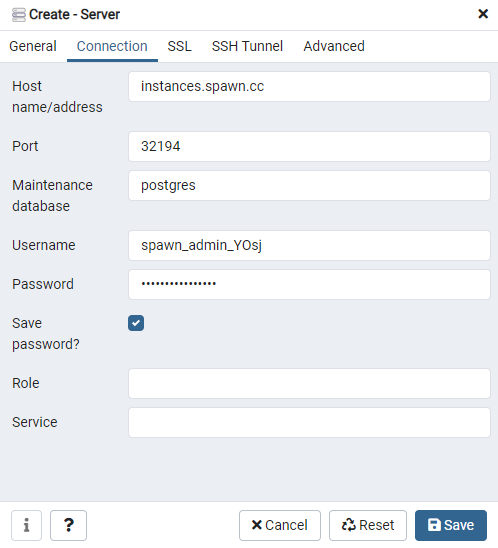 Create - Server
General Connection SSL SSH Tunnel Advanced
Host name/address instances.spawn.cc
Port 32194
Maintenance database postgres
Username spawn_admin_YOsj
Password ••••••••••••••••
Save password?
Role
Service
i ? Cancel Reset Save